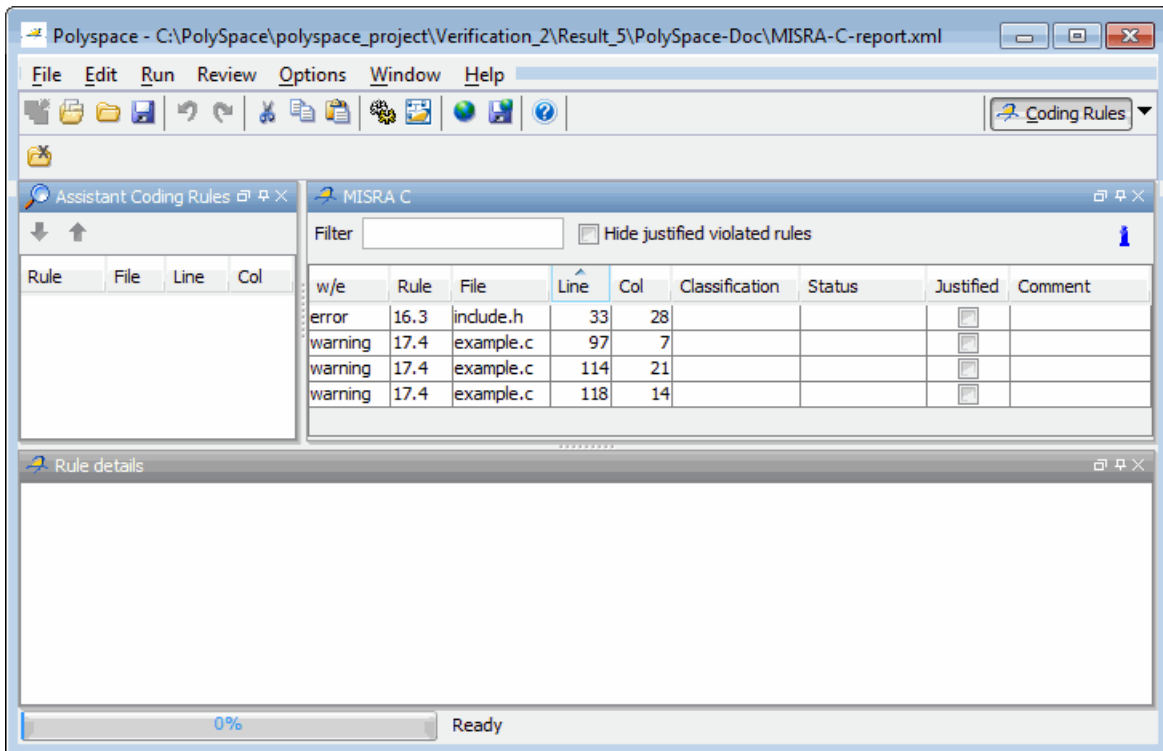 Polyspace - C:\PolySpace\polyspace_project\Verification_2\Result_5\PolySpace-Doc\MISRA-C-report.xml
File Edit Run Review Options Window Help
Coding Rules
Assistant Coding Rules
MISRA C
Filter Hide justified violated rules
Rule File Line Col
w/e Rule File Line Col Classification Status Justified Comment
error 16.3 include.h 33 28
warning 17.4 example.c 97 7
warning 17.4 example.c 114 21
warning 17.4 example.c 118 14
Rule details
0% Ready